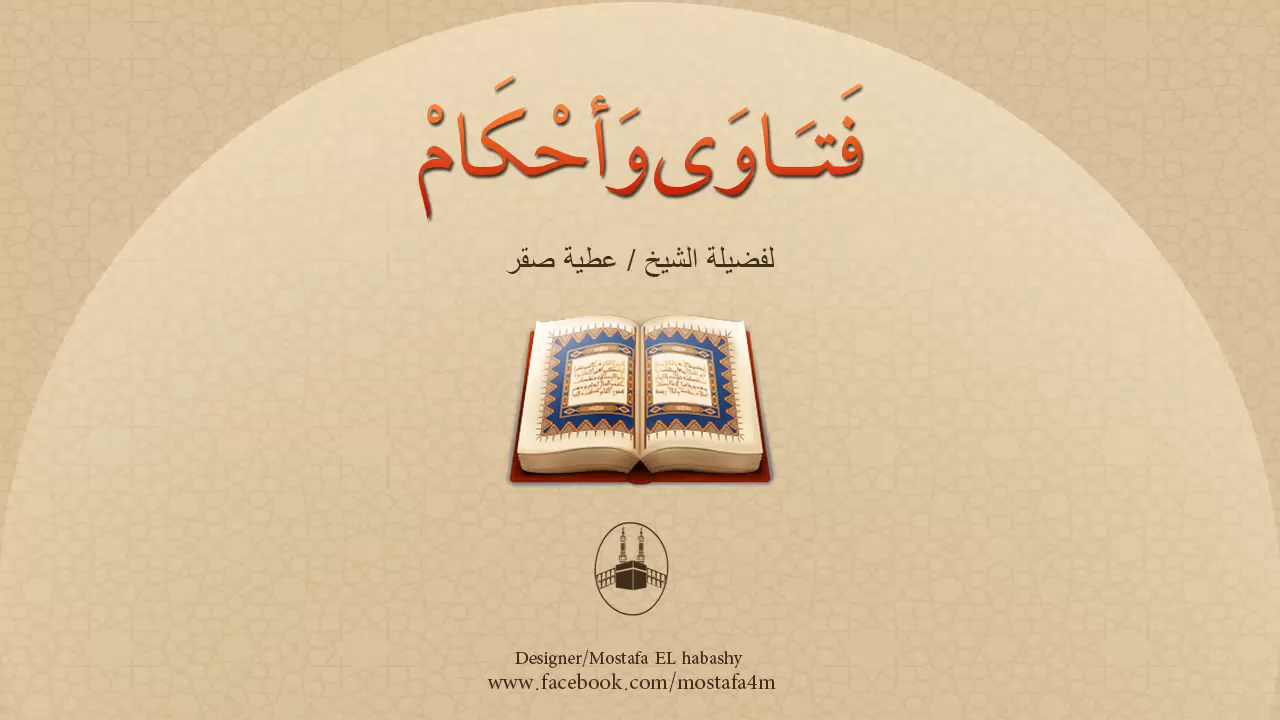 فَتَاوَى وَأَحْكَامْ
لفضيلة الشيخ / عطية صقر
Designer/Mostafa EL habashy
www.facebook.com/mostafa4m